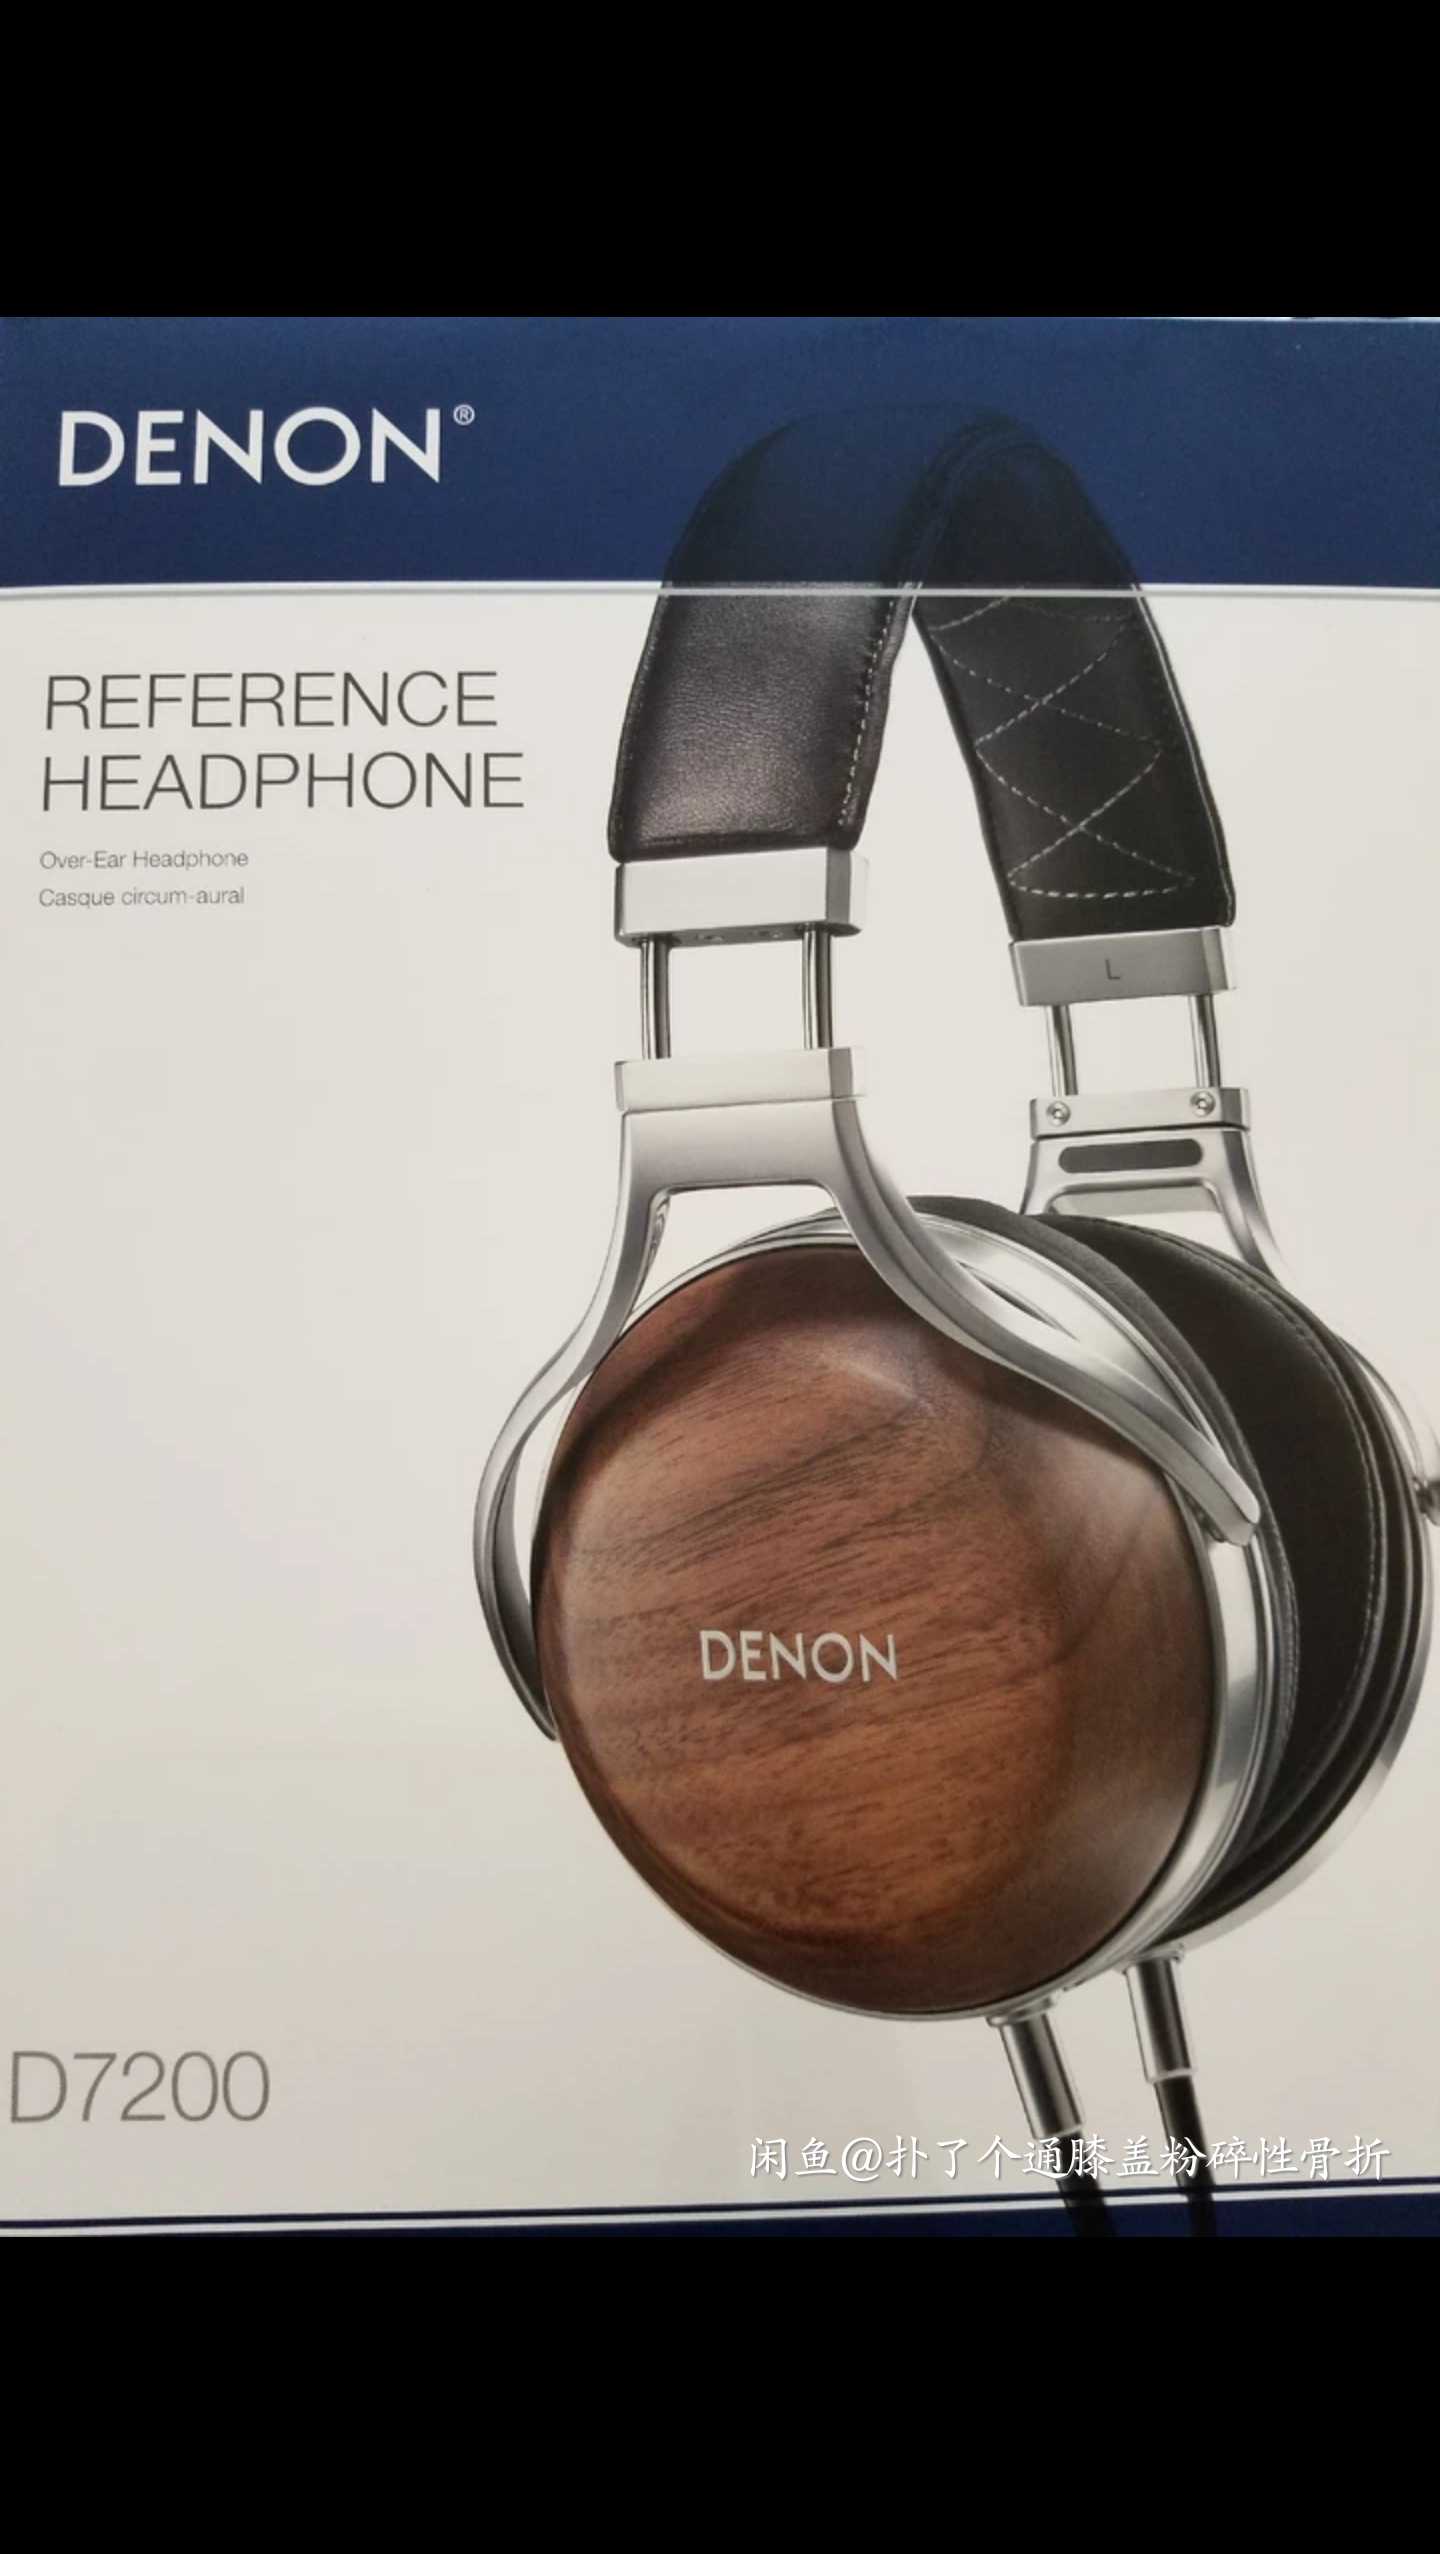 DENON®
REFERENCE
HEADPHONE
Over-Ear Headphone
Casque circum-aural
L
DENON
D7200
闲鱼@扑了个通膝盖粉碎性骨折